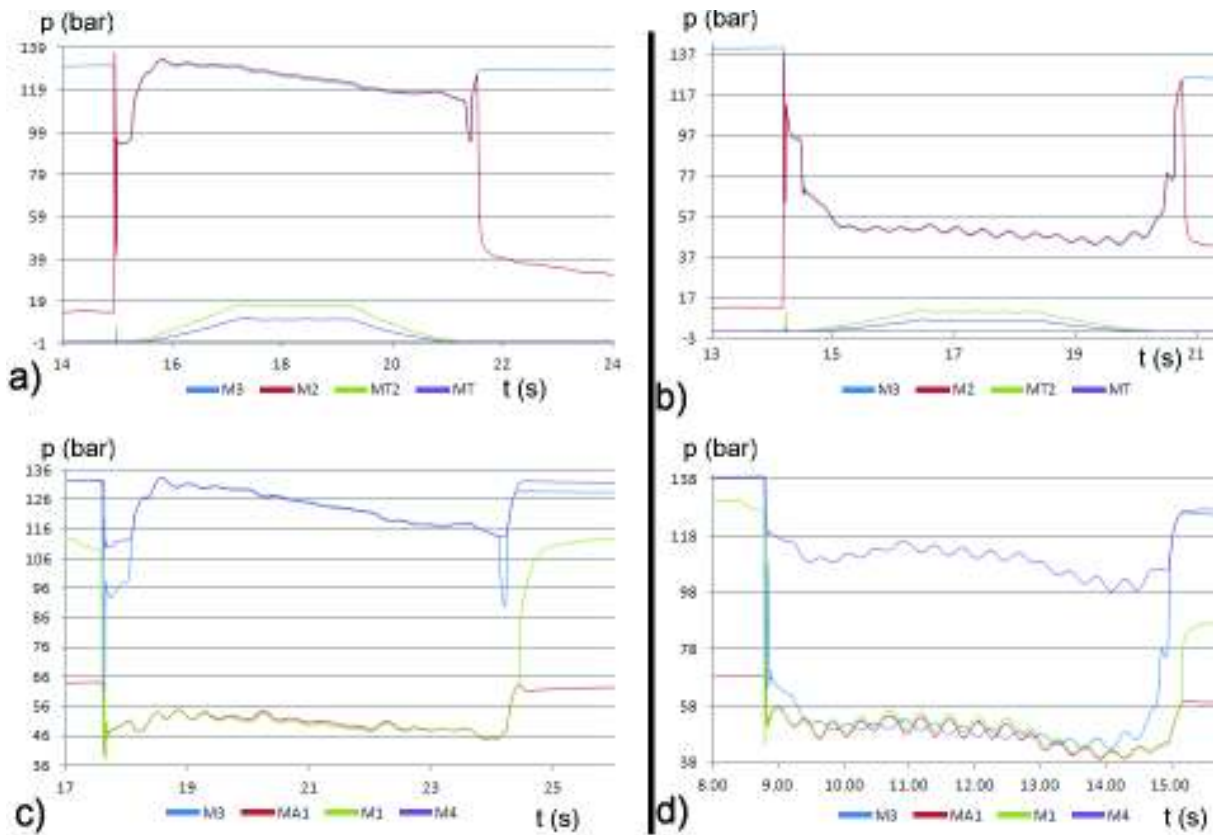 p (bar)
139
119
99
79
59
39
19
-1
14 16 18 20 22 24
a)
M3 M2 MT2 MT t (s)
p (bar)
137
117
97
77
57
37
17
-3
13 15 17 19 21
t (s)
b)
M3 M2 MT2 MT
p (bar)
136
126
116
106
96
86
76
66
56
46
36
17 19 21 23 25
c)
M3 MA1 M1 M4 t (s)
p (bar)
138
118
98
78
58
38
8.00 9.00 10.00 11.00 12.00 13.00 14.00 15.00
d)
M3 MA1 M1 M4 t (s)